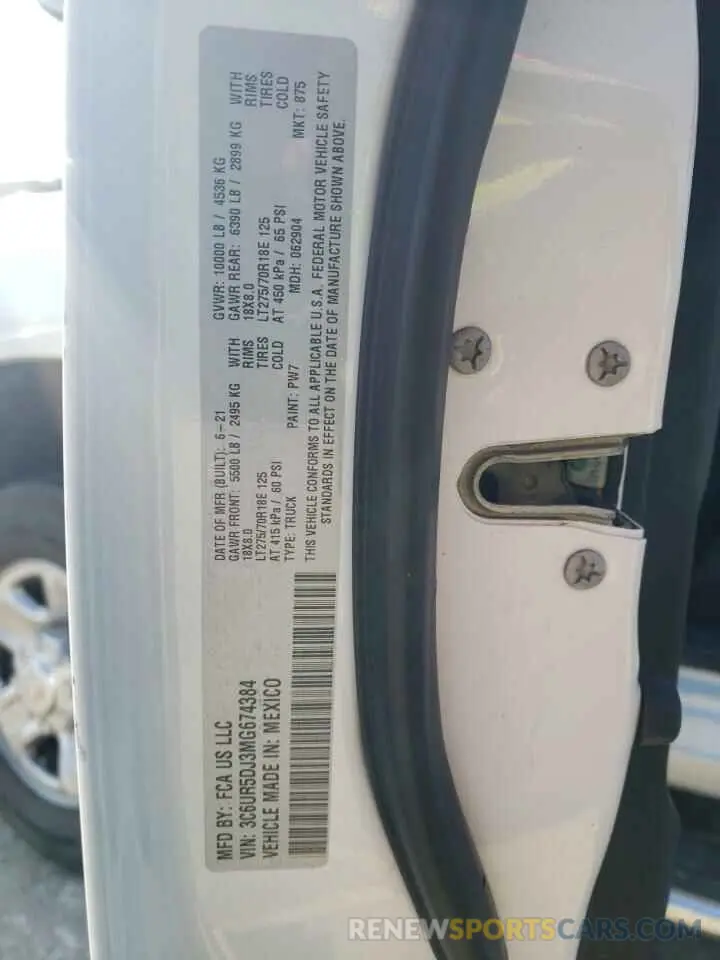 MFD BY: FCA US LLC
VIN: 3C6UR5DJ3MG674384
VEHICLE MADE IN: MEXICO
DATE OF MFR (BUILT): 6-21 GVWR: 10000 LB / 4536 KG
GAWR FRONT: 5500 LB / 2495 KG WITH GAWR REAR: 6390 LB / 2899 KG WITH
18X8.0 RIMS 18X8.0 RIMS
LT275/70R18E 125 TIRES LT275/70R18E 125 TIRES
AT 415 kPa / 60 PSI COLD AT 450 kPa / 65 PSI COLD
TYPE: TRUCK PAINT: PW7 MDH: 062904 MKT: 875
THIS VEHICLE CONFORMS TO ALL APPLICABLE U.S.A. FEDERAL MOTOR VEHICLE SAFETY
STANDARDS IN EFFECT ON THE DATE OF MANUFACTURE SHOWN ABOVE.
RENEWSPORTSCARS.COM